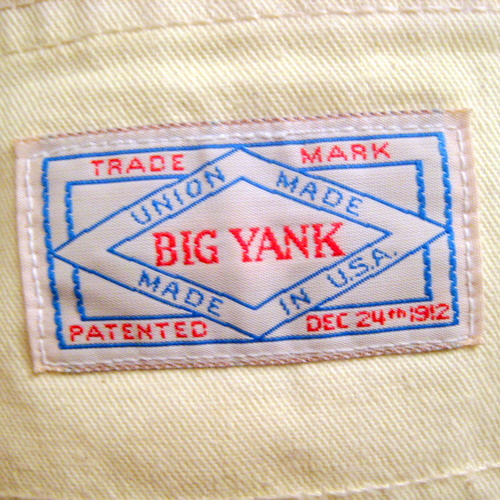 TRADE MARK
UNION MADE
BIG YANK
MADE IN U.S.A.
PATENTED DEC 24th 1912